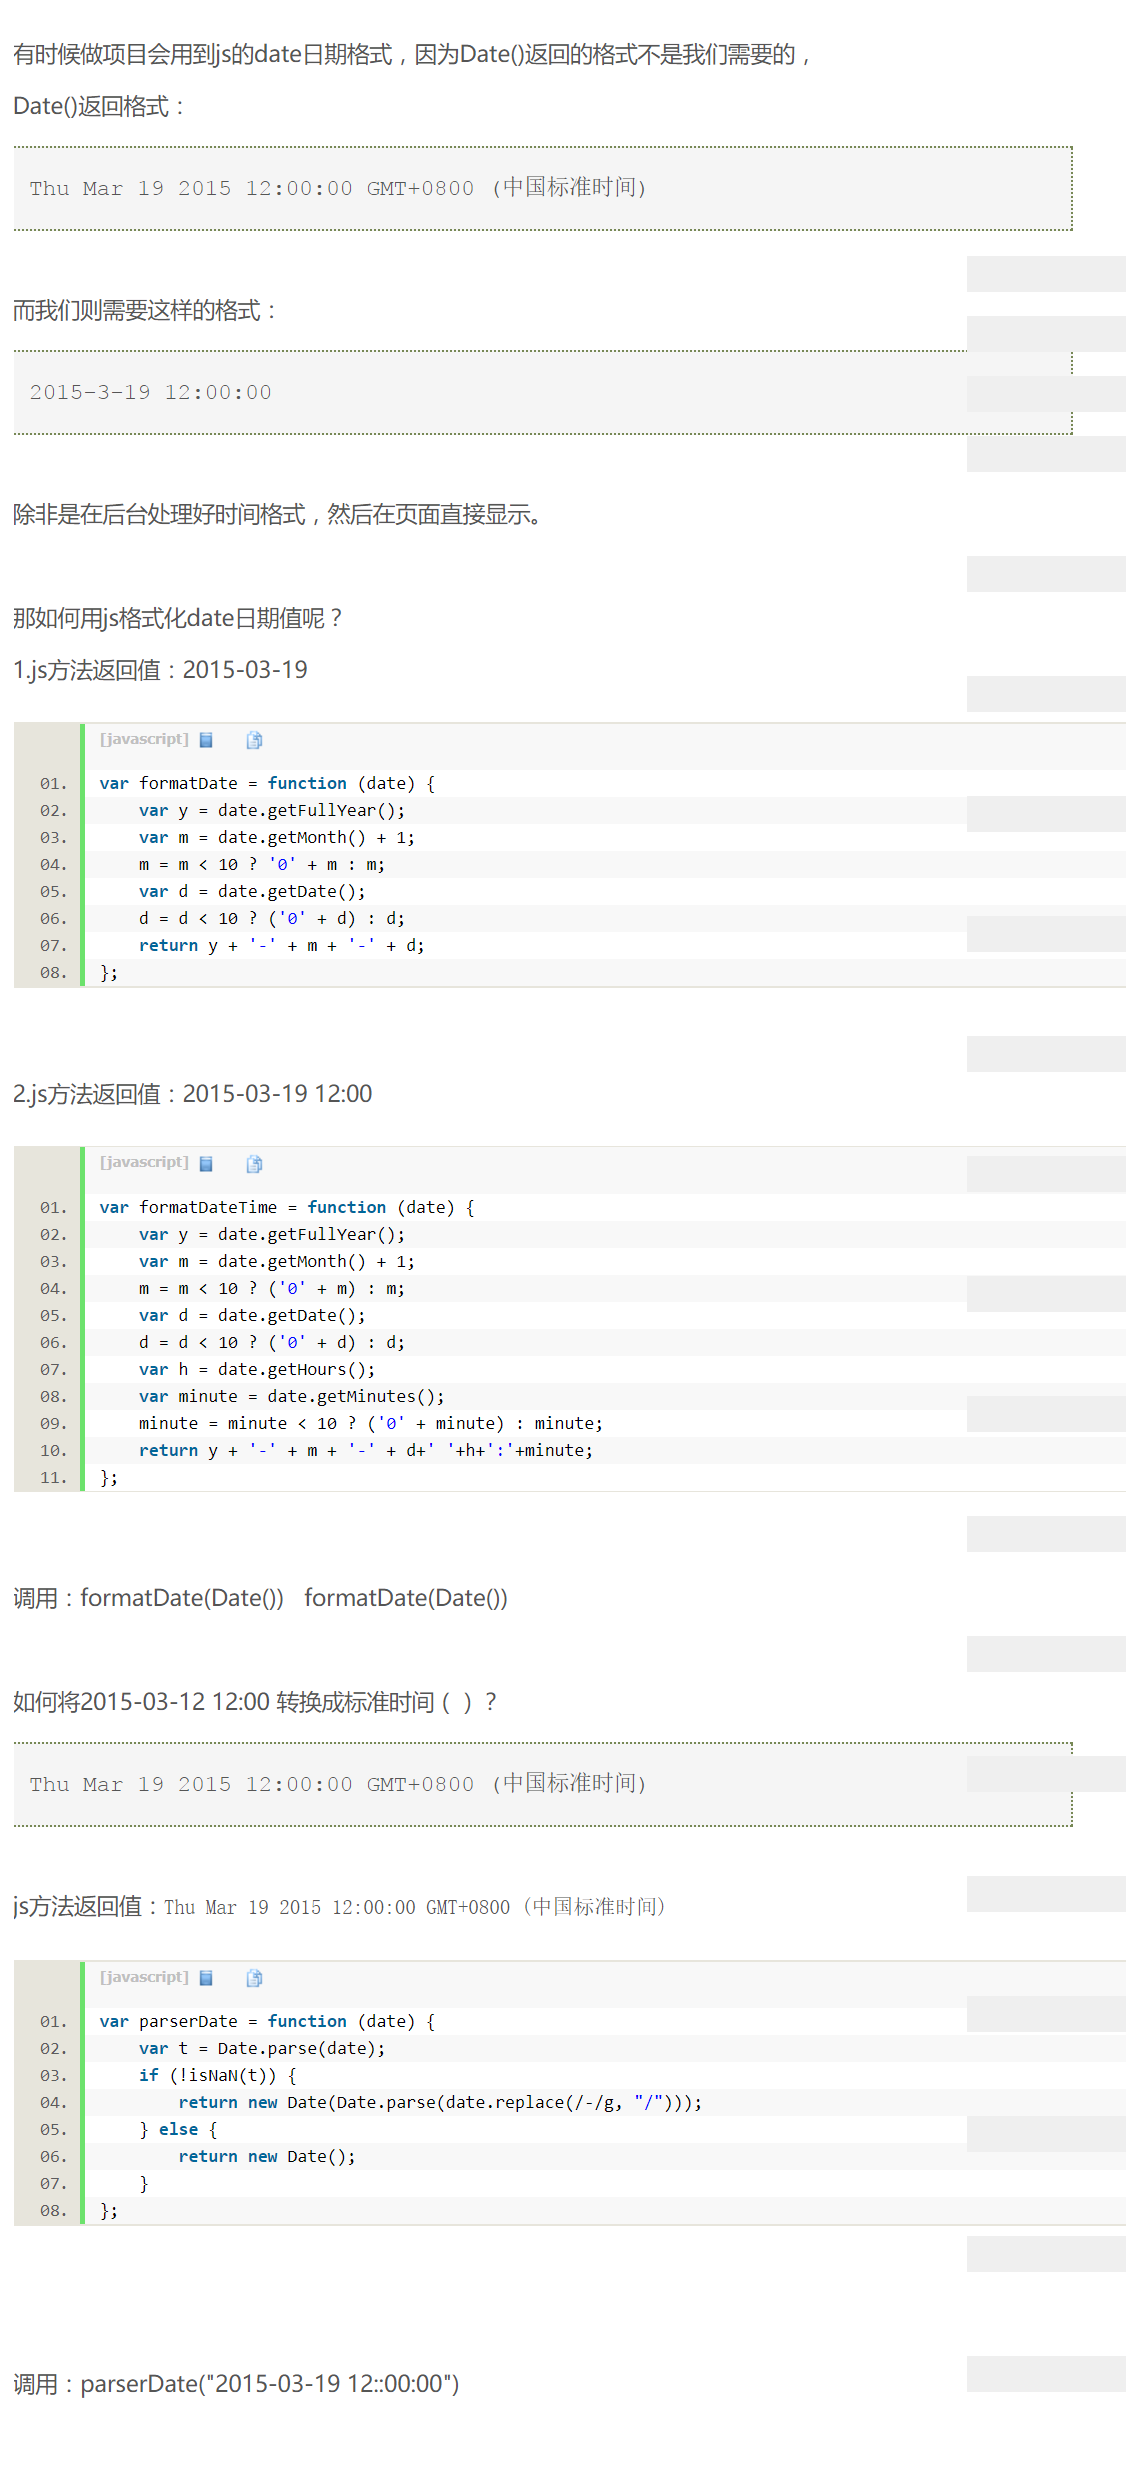 有时候做项目会用到js的date日期格式，因为Date()返回的格式不是我们需要的，
Date()返回格式：
Thu Mar 19 2015 12:00:00 GMT+0800 (中国标准时间)
而我们则需要这样的格式：
2015-3-19 12:00:00
除非是在后台处理好时间格式，然后在页面直接显示。
那如何用js格式化date日期值呢？
1.js方法返回值：2015-03-19
[javascript]
01. var formatDate = function (date) {
02.     var y = date.getFullYear();
03.     var m = date.getMonth() + 1;
04.     m = m < 10 ? '0' + m : m;
05.     var d = date.getDate();
06.     d = d < 10 ? ('0' + d) : d;
07.     return y + '-' + m + '-' + d;
08. };
2.js方法返回值：2015-03-19 12:00
[javascript]
01. var formatDateTime = function (date) {
02.     var y = date.getFullYear();
03.     var m = date.getMonth() + 1;
04.     m = m < 10 ? ('0' + m) : m;
05.     var d = date.getDate();
06.     d = d < 10 ? ('0' + d) : d;
07.     var h = date.getHours();
08.     var minute = date.getMinutes();
09.     minute = minute < 10 ? ('0' + minute) : minute;
10.     return y + '-' + m + '-' + d+' '+h+':'+minute;
11. };
调用：formatDate(Date())   formatDate(Date())
如何将2015-03-12 12:00 转换成标准时间（ ）？
Thu Mar 19 2015 12:00:00 GMT+0800 (中国标准时间)
js方法返回值：Thu Mar 19 2015 12:00:00 GMT+0800 (中国标准时间)
[javascript]
01. var parserDate = function (date) {
02.     var t = Date.parse(date);
03.     if (!isNaN(t)) {
04.         return new Date(Date.parse(date.replace(/-/g, "/")));
05.     } else {
06.         return new Date();
07.     }
08. };
调用：parserDate("2015-03-19 12::00:00")